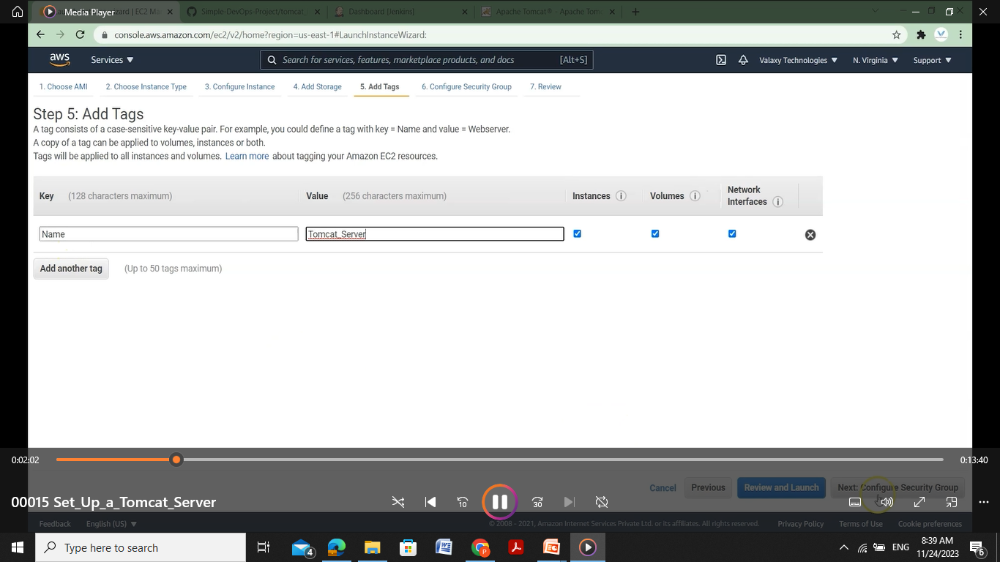 Media Player
zard | EC2 Ma
Simple-DevOps-Project/tomcat_
Dashboard [Jenkins]
Apache Tomcat® - Apache Tom
console.aws.amazon.com/ec2/v2/home?region=us-east-1#LaunchInstanceWizard:
aws
Services
Search for services, features, marketplace products, and docs
[Alt+S]
Valaxy Technologies
N. Virginia
Support
1. Choose AMI
2. Choose Instance Type
3. Configure Instance
4. Add Storage
5. Add Tags
6. Configure Security Group
7. Review
Step 5: Add Tags
A tag consists of a case-sensitive key-value pair. For example, you could define a tag with key = Name and value = Webserver.
A copy of a tag can be applied to volumes, instances or both.
Tags will be applied to all instances and volumes. Learn more about tagging your Amazon EC2 resources.
Key (128 characters maximum)
Value (256 characters maximum)
Instances
Volumes
Network
Interfaces
Name
Tomcat_Server
Add another tag
(Up to 50 tags maximum)
0:02:02
0:13:40
Cancel
Previous
Review and Launch
Next: Configure Security Group
00015 Set_Up_a_Tomcat_Server
10
30
Feedback
English (US)
© 2008 - 2021, Amazon Internet Services Private Ltd. or its affiliates. All rights reserved.
Privacy Policy
Terms of Use
Cookie preferences
Type here to search
4
ENG
8:39 AM
11/24/2023
6